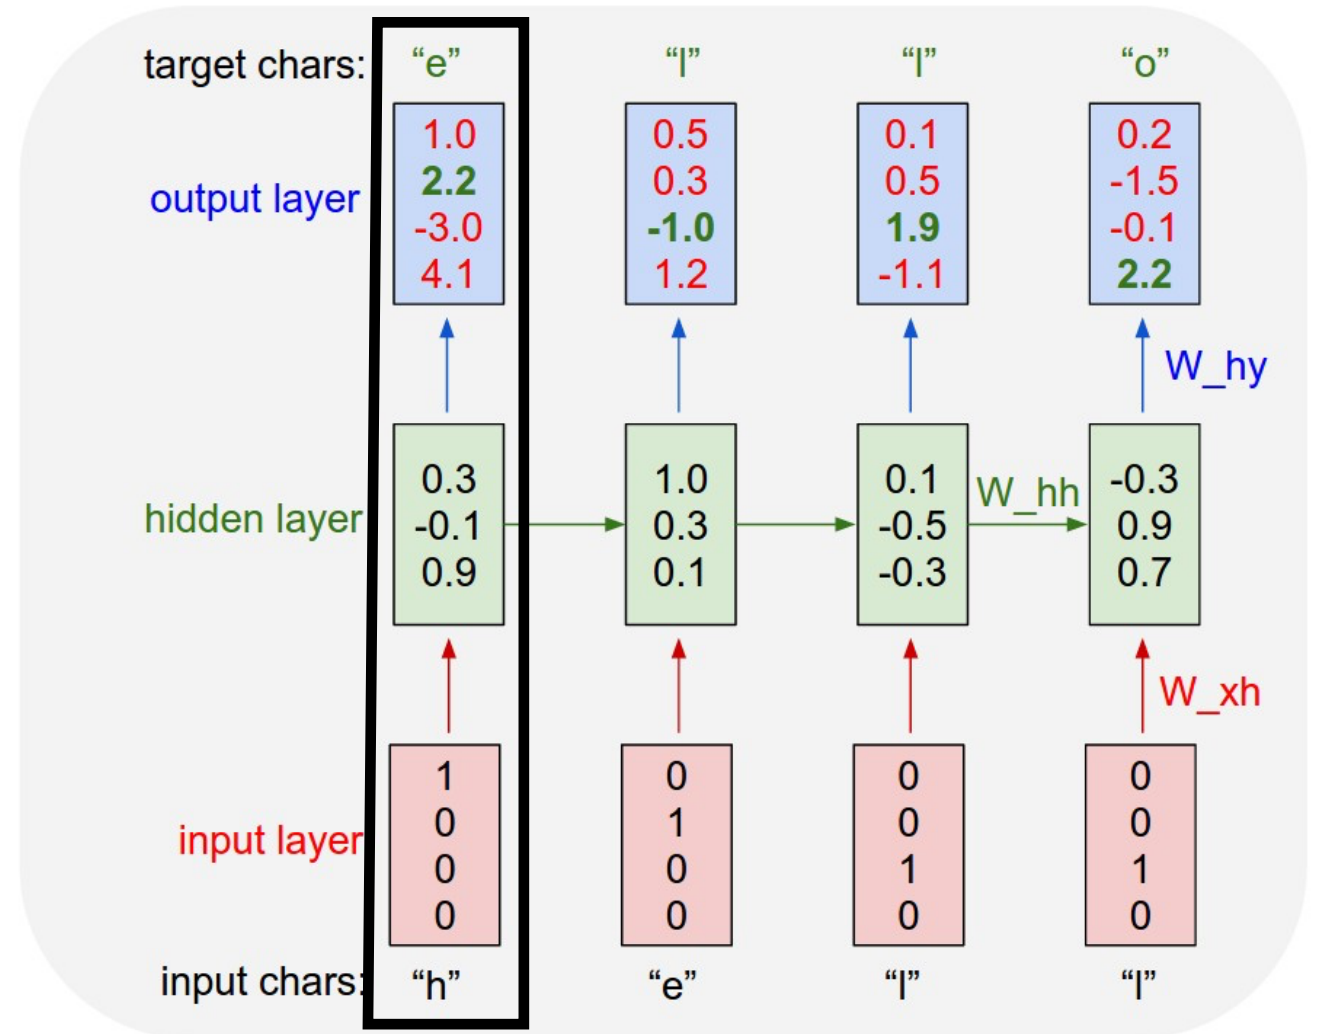 target chars: “e” “l” “l” “o”
output layer
1.0 0.5 0.1 0.2
2.2 0.3 0.5 -1.5
-3.0 -1.0 1.9 -0.1
4.1 1.2 -1.1 2.2
W_hy
hidden layer
0.3 1.0 0.1 -0.3
-0.1 0.3 -0.5 0.9
0.9 0.1 -0.3 0.7
W_hh
W_xh
input layer
1 0 0 0
0 1 0 0
0 0 1 1
0 0 0 0
input chars: “h” “e” “l” “l”